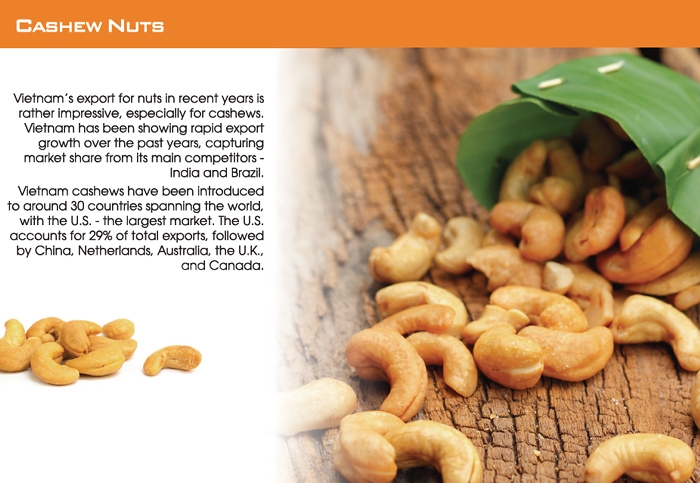 Cashew Nuts
Vietnam´s export for nuts in recent years is
rather impressive, especially for cashews.
Vietnam has been showing rapid export
growth over the past years, capturing
market share from its main competitors -
India and Brazil.
Vietnam cashews have been introduced
to around 30 countries spanning the world,
with the U.S. - the largest market. The U.S.
accounts for 29% of total exports, followed
by China, Netherlands, Australia, the U.K.,
and Canada.